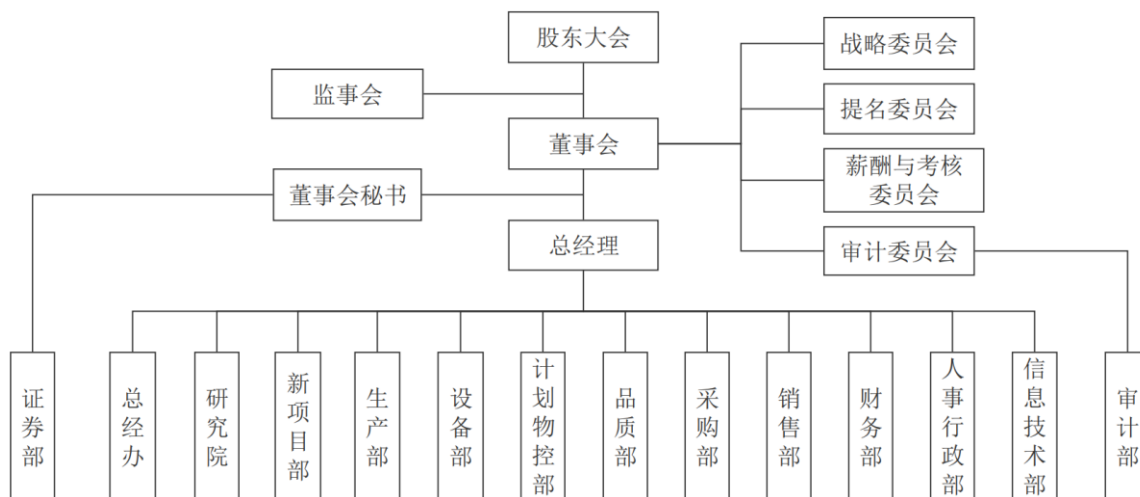 股东大会
战略委员会
监事会
提名委员会
董事会
薪酬与考核
委员会
董事会秘书
总经理
审计委员会
证券部
总经办
研究院
新项目部
生产部
设备部
计划物控部
品质部
采购部
销售部
财务部
人事行政部
信息技术部
审计部